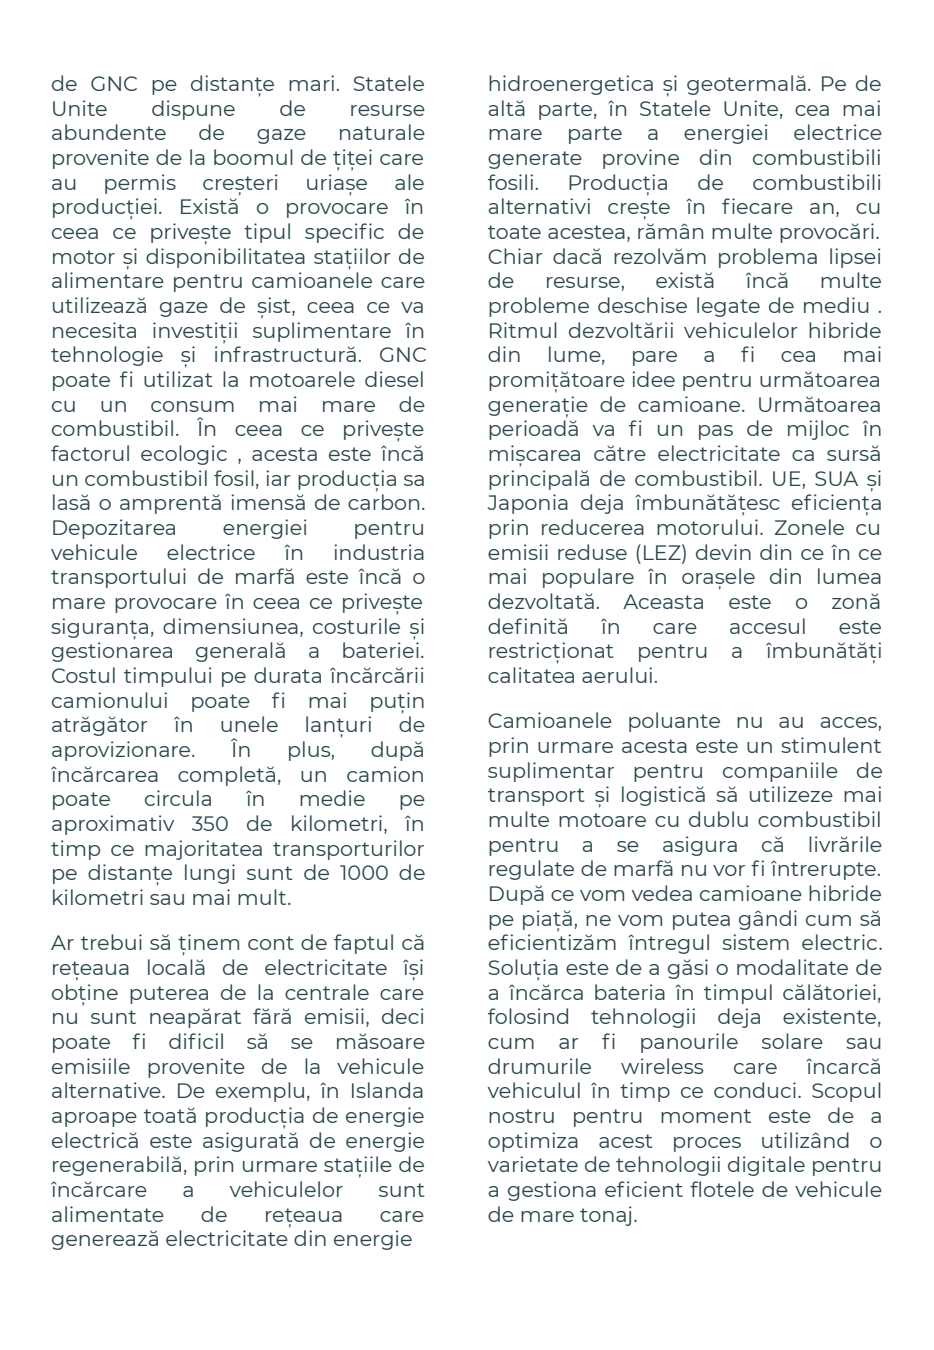 de GNC pe distanțe mari. Statele
Unite dispune de resurse
abundente de gaze naturale
provenite de la boomul de țiței care
au permis creșteri uriașe ale
producției. Există o provocare în
ceea ce privește tipul specific de
motor și disponibilitatea stațiilor de
alimentare pentru camioanele care
utilizează gaze de șist, ceea ce va
necesita investiții suplimentare în
tehnologie și infrastructură. GNC
poate fi utilizat la motoarele diesel
cu un consum mai mare de
combustibil. În ceea ce privește
factorul ecologic , acesta este încă
un combustibil fosil, iar producția sa
lasă o amprentă imensă de carbon.
Depozitarea energiei pentru
vehicule electrice în industria
transportului de marfă este încă o
mare provocare în ceea ce privește
siguranța, dimensiunea, costurile și
gestionarea generală a bateriei.
Costul timpului pe durata încărcării
camionului poate fi mai puțin
atrăgător în unele lanțuri de
aprovizionare. În plus, după
încărcarea completă, un camion
poate circula în medie pe
aproximativ 350 de kilometri, în
timp ce majoritatea transporturilor
pe distanțe lungi sunt de 1000 de
kilometri sau mai mult.
Ar trebui să ținem cont de faptul că
rețeaua locală de electricitate își
obține puterea de la centrale care
nu sunt neapărat fără emisii, deci
poate fi dificil să se măsoare
emisiile provenite de la vehicule
alternative. De exemplu, în Islanda
aproape toată producția de energie
electrică este asigurată de energie
regenerabilă, prin urmare stațiile de
încărcare a vehiculelor sunt
alimentate de rețeaua care
generează electricitate din energie
hidroenergetica și geotermală. Pe de
altă parte, în Statele Unite, cea mai
mare parte a energiei electrice
generate provine din combustibili
fosili. Producția de combustibili
alternativi crește în fiecare an, cu
toate acestea, rămân multe provocări.
Chiar dacă rezolvăm problema lipsei
de resurse, există încă multe
probleme deschise legate de mediu .
Ritmul dezvoltării vehiculelor hibride
din lume, pare a fi cea mai
promițătoare idee pentru următoarea
generație de camioane. Următoarea
perioadă va fi un pas de mijloc în
mișcarea către electricitate ca sursă
principală de combustibil. UE, SUA și
Japonia deja îmbunătățesc eficiența
prin reducerea motorului. Zonele cu
emisii reduse (LEZ) devin din ce în ce
mai populare în orașele din lumea
dezvoltată. Aceasta este o zonă
definită în care accesul este
restricționat pentru a îmbunătăți
calitatea aerului.
Camioanele poluante nu au acces,
prin urmare acesta este un stimulent
suplimentar pentru companiile de
transport și logistică să utilizeze mai
multe motoare cu dublu combustibil
pentru a se asigura că livrările
regulate de marfă nu vor fi întrerupte.
După ce vom vedea camioane hibride
pe piață, ne vom putea gândi cum să
eficientizăm întregul sistem electric.
Soluția este de a găsi o modalitate de
a încărca bateria în timpul călătoriei,
folosind tehnologii deja existente,
cum ar fi panourile solare sau
drumurile wireless care încarcă
vehiculul în timp ce conduci. Scopul
nostru pentru moment este de a
optimiza acest proces utilizând o
varietate de tehnologii digitale pentru
a gestiona eficient flotele de vehicule
de mare tonaj.